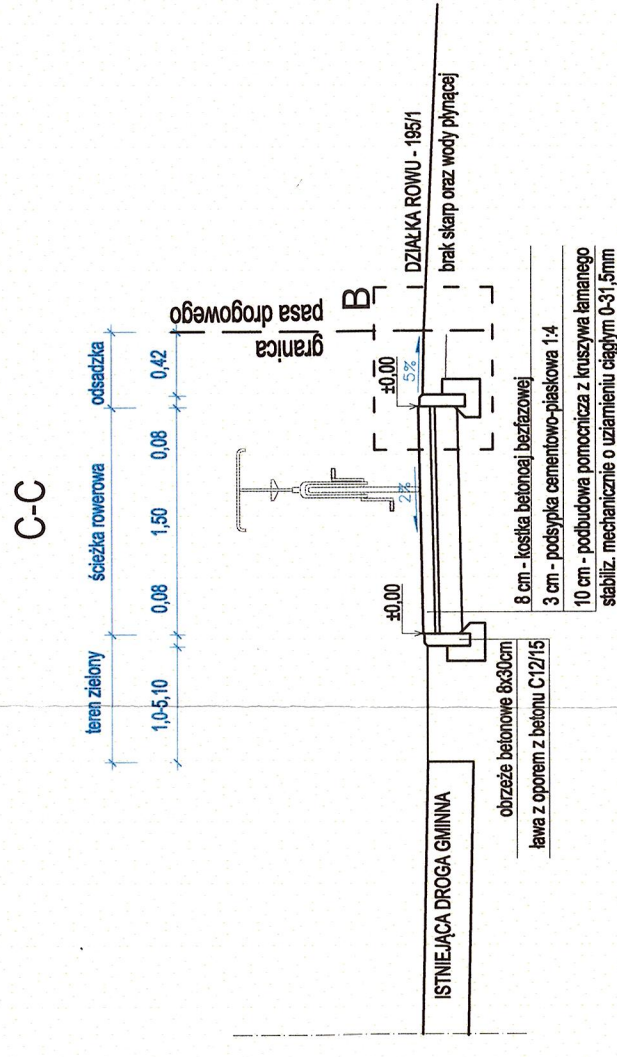 C-C
teren zielony
ścieżka rowerowa
odsadzka
1,0-5,10
0,08
1,50
0,08
0,42
granica
pasa drogowego
B
±0,00
2%
±0,00
5%
DZIAŁKA ROWU - 195/1
brak skarp oraz wody płynącej
ISTNIEJĄCA DROGA GMINNA
obrzeże betonowe 8x30cm
ława z oporem z betonu C12/15
8 cm - kostka betonoaj bezfazowej
3 cm - podsypka cementowo-piaskowa 1:4
10 cm - podbudowa pomocnicza z kruszywa łamanego
stabiliz. mechanicznie o uziarnieniu ciągłym 0-31,5mm